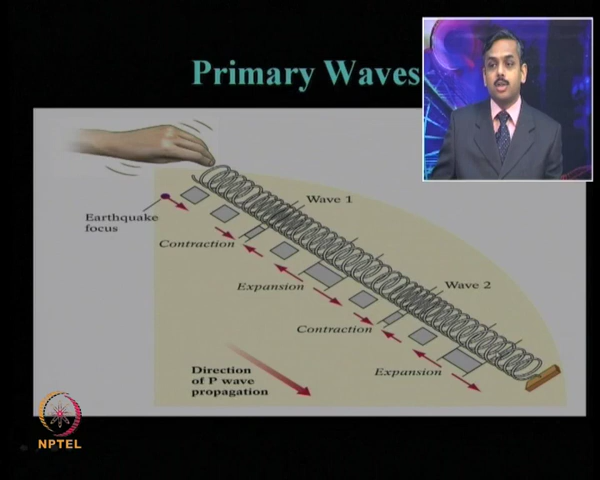 Primary Waves
Wave 1
Earthquake
focus
Contraction
Expansion
Wave 2
Contraction
Expansion
Direction
of P wave
propagation
NPTEL